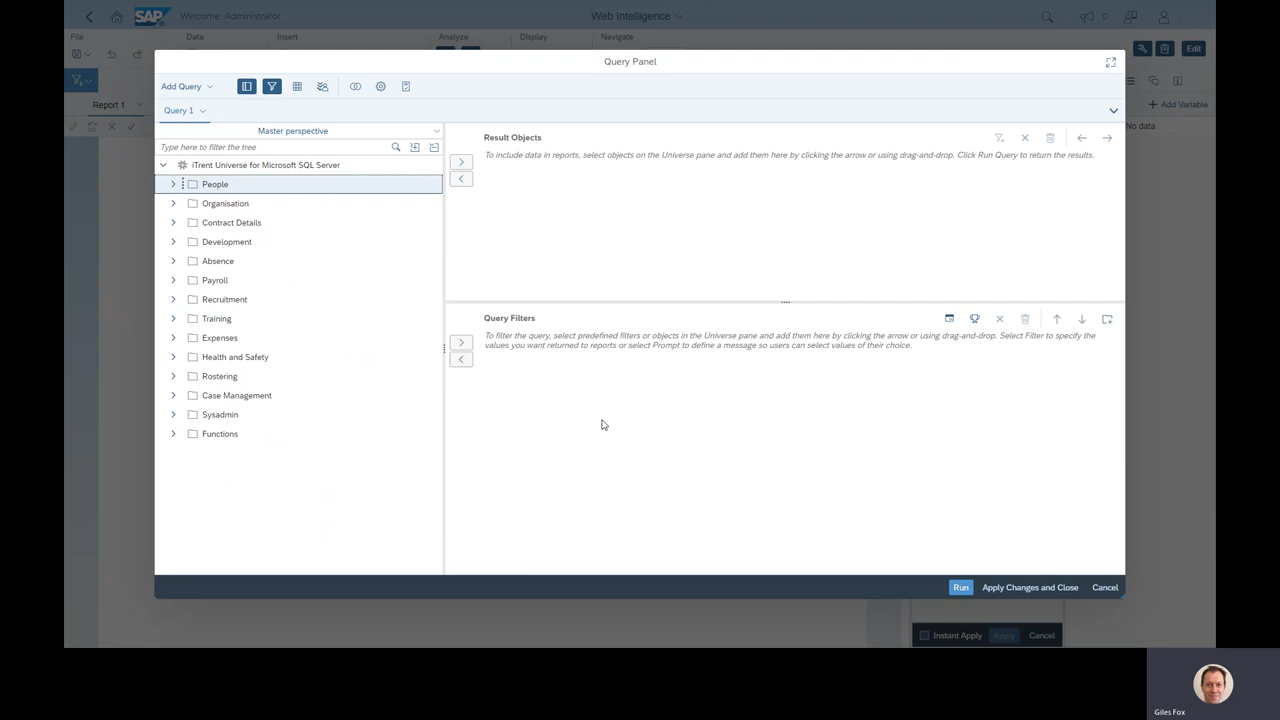 SAP Welcome: Administrator
Web Intelligence
0
File
Data
Insert
Analyze
Display
Navigate
Edit
Query Panel
Add Query
Query 1
Report 1
Add Variable
No data
Master perspective
Type here to filter the tree
iTrent Universe for Microsoft SQL Server
People
Organisation
Contract Details
Development
Absence
Payroll
Recruitment
Training
Expenses
Health and Safety
Rostering
Case Management
Sysadmin
Functions
Result Objects
To include data in reports, select objects on the Universe pane and add them here by clicking the arrow or using drag-and-drop. Click Run Query to return the results.
Query Filters
To filter the query, select predefined filters or objects in the Universe pane and add them here by clicking the arrow or using drag-and-drop. Select Filter to specify the
values you want returned to reports or select Prompt to define a message so users can select values of their choice.
Run
Apply Changes and Close
Cancel
Instant Apply
Apply
Cancel
Giles Fox